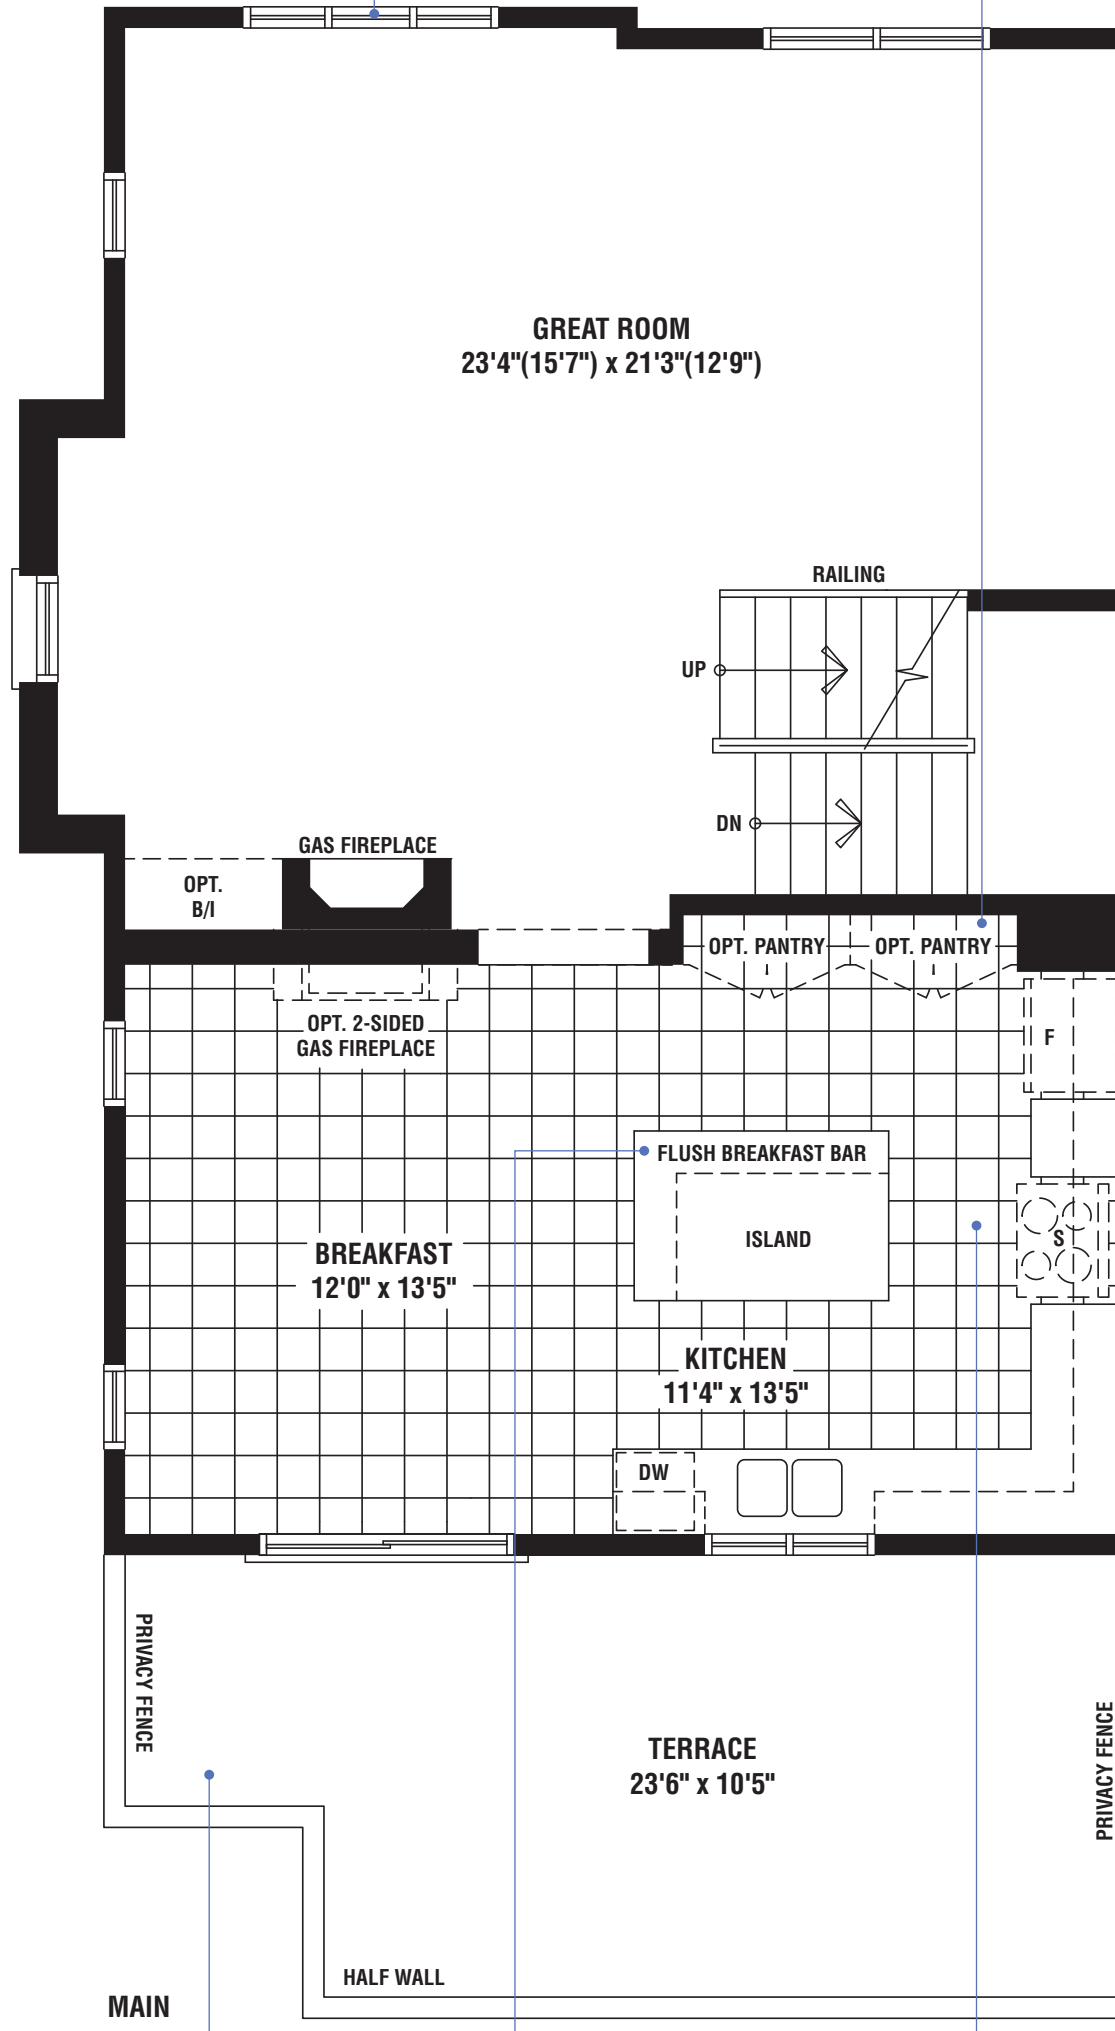 GREAT ROOM
23'4"(15'7") x 21'3"(12'9")
RAILING
UP
DN
GAS FIREPLACE
OPT.
B/I
OPT. PANTRY
OPT. PANTRY
OPT. 2-SIDED
GAS FIREPLACE
F
FLUSH BREAKFAST BAR
ISLAND
S
BREAKFAST
12'0" x 13'5"
KITCHEN
11'4" x 13'5"
DW
PRIVACY FENCE
TERRACE
23'6" x 10'5"
PRIVACY FENCE
HALF WALL
MAIN